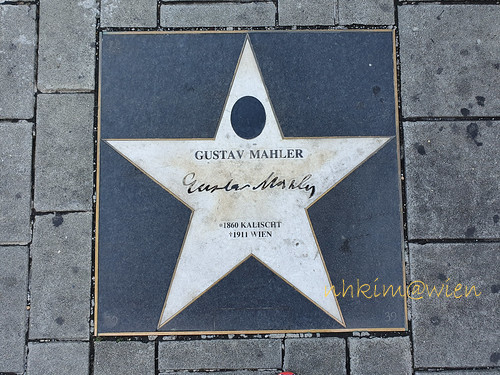 GUSTAV MAHLER
Gustav Mahler
*1860 KALISCHT
†1911 WIEN
ahkim@wien